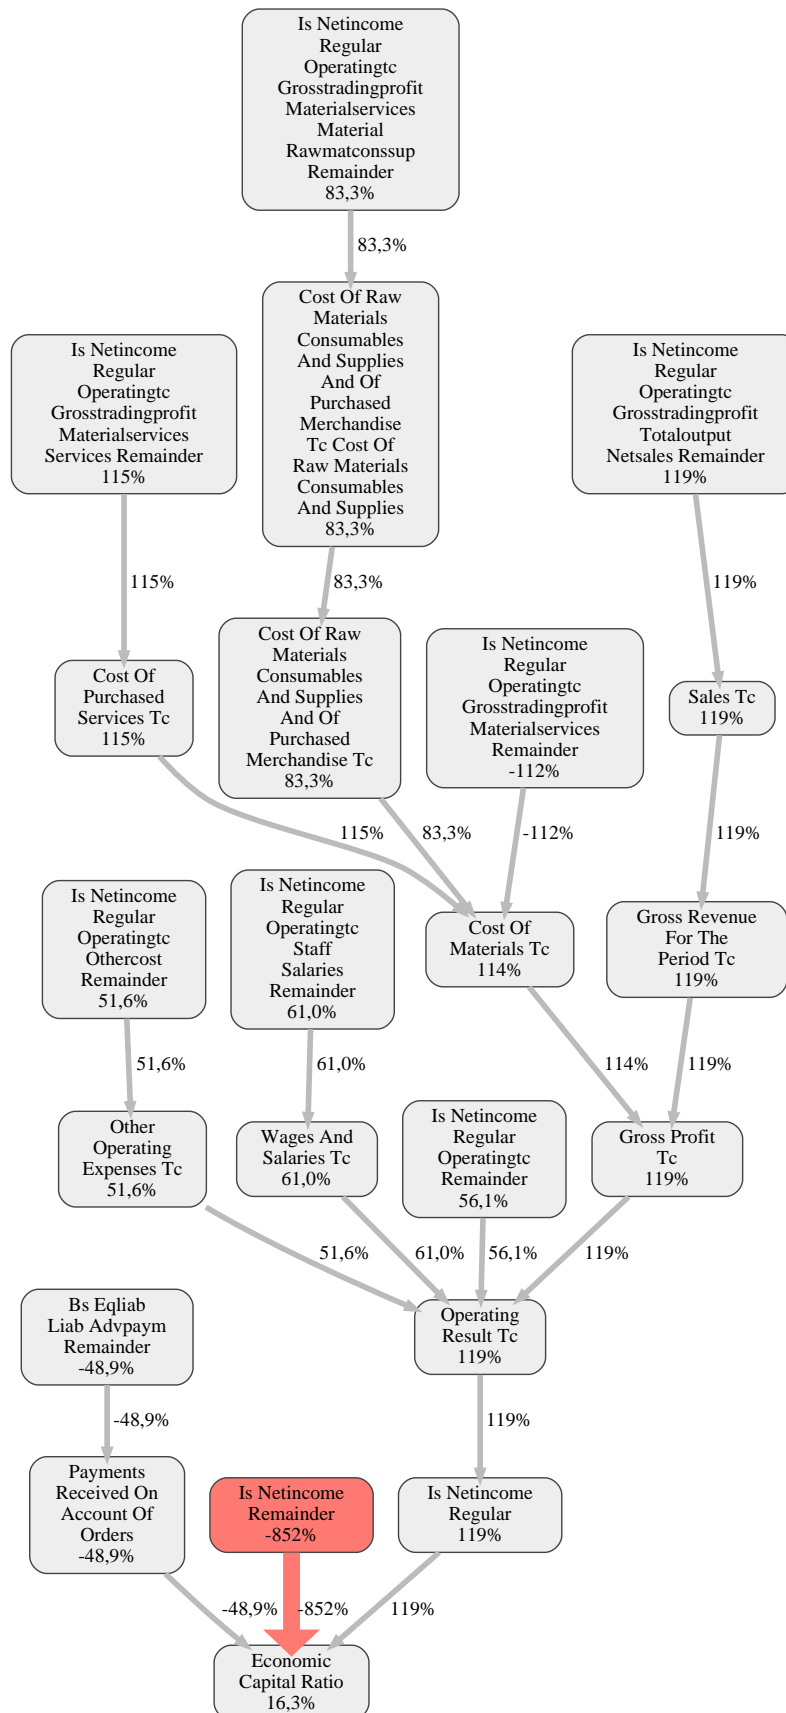 Is Netincome
Regular
Operatingtc
Grosstradingprofit
Materialservices
Material
Rawmatconssup
Remainder
83,3%
83,3%
Cost Of Raw
Materials
Consumables
And Supplies
And Of
Purchased
Merchandise
Tc Cost Of
Raw Materials
Consumables
And Supplies
83,3%
Is Netincome
Regular
Operatingtc
Grosstradingprofit
Materialservices
Services Remainder
115%
Is Netincome
Regular
Operatingtc
Grosstradingprofit
Totaloutput
Netsales Remainder
119%
115%
83,3%
119%
Cost Of
Purchased
Services Tc
115%
Cost Of Raw
Materials
Consumables
And Supplies
And Of
Purchased
Merchandise Tc
83,3%
Is Netincome
Regular
Operatingtc
Grosstradingprofit
Materialservices
Remainder
-112%
Sales Tc
119%
115%
83,3%
-112%
119%
Is Netincome
Regular
Operatingtc
Othercost
Remainder
51,6%
Is Netincome
Regular
Operatingtc
Staff
Salaries
Remainder
61,0%
Cost Of
Materials Tc
114%
Gross Revenue
For The
Period Tc
119%
51,6%
61,0%
114%
119%
Other
Operating
Expenses Tc
51,6%
Wages And
Salaries Tc
61,0%
Is Netincome
Regular
Operatingtc
Remainder
56,1%
Gross Profit
Tc
119%
51,6%
61,0%
56,1%
119%
Bs Eqliab
Liab Advpaym
Remainder
-48,9%
Operating
Result Tc
119%
-48,9%
119%
Payments
Received On
Account Of
Orders
-48,9%
Is Netincome
Remainder
-852%
Is Netincome
Regular
119%
-48,9%
-852%
119%
Economic
Capital Ratio
16,3%